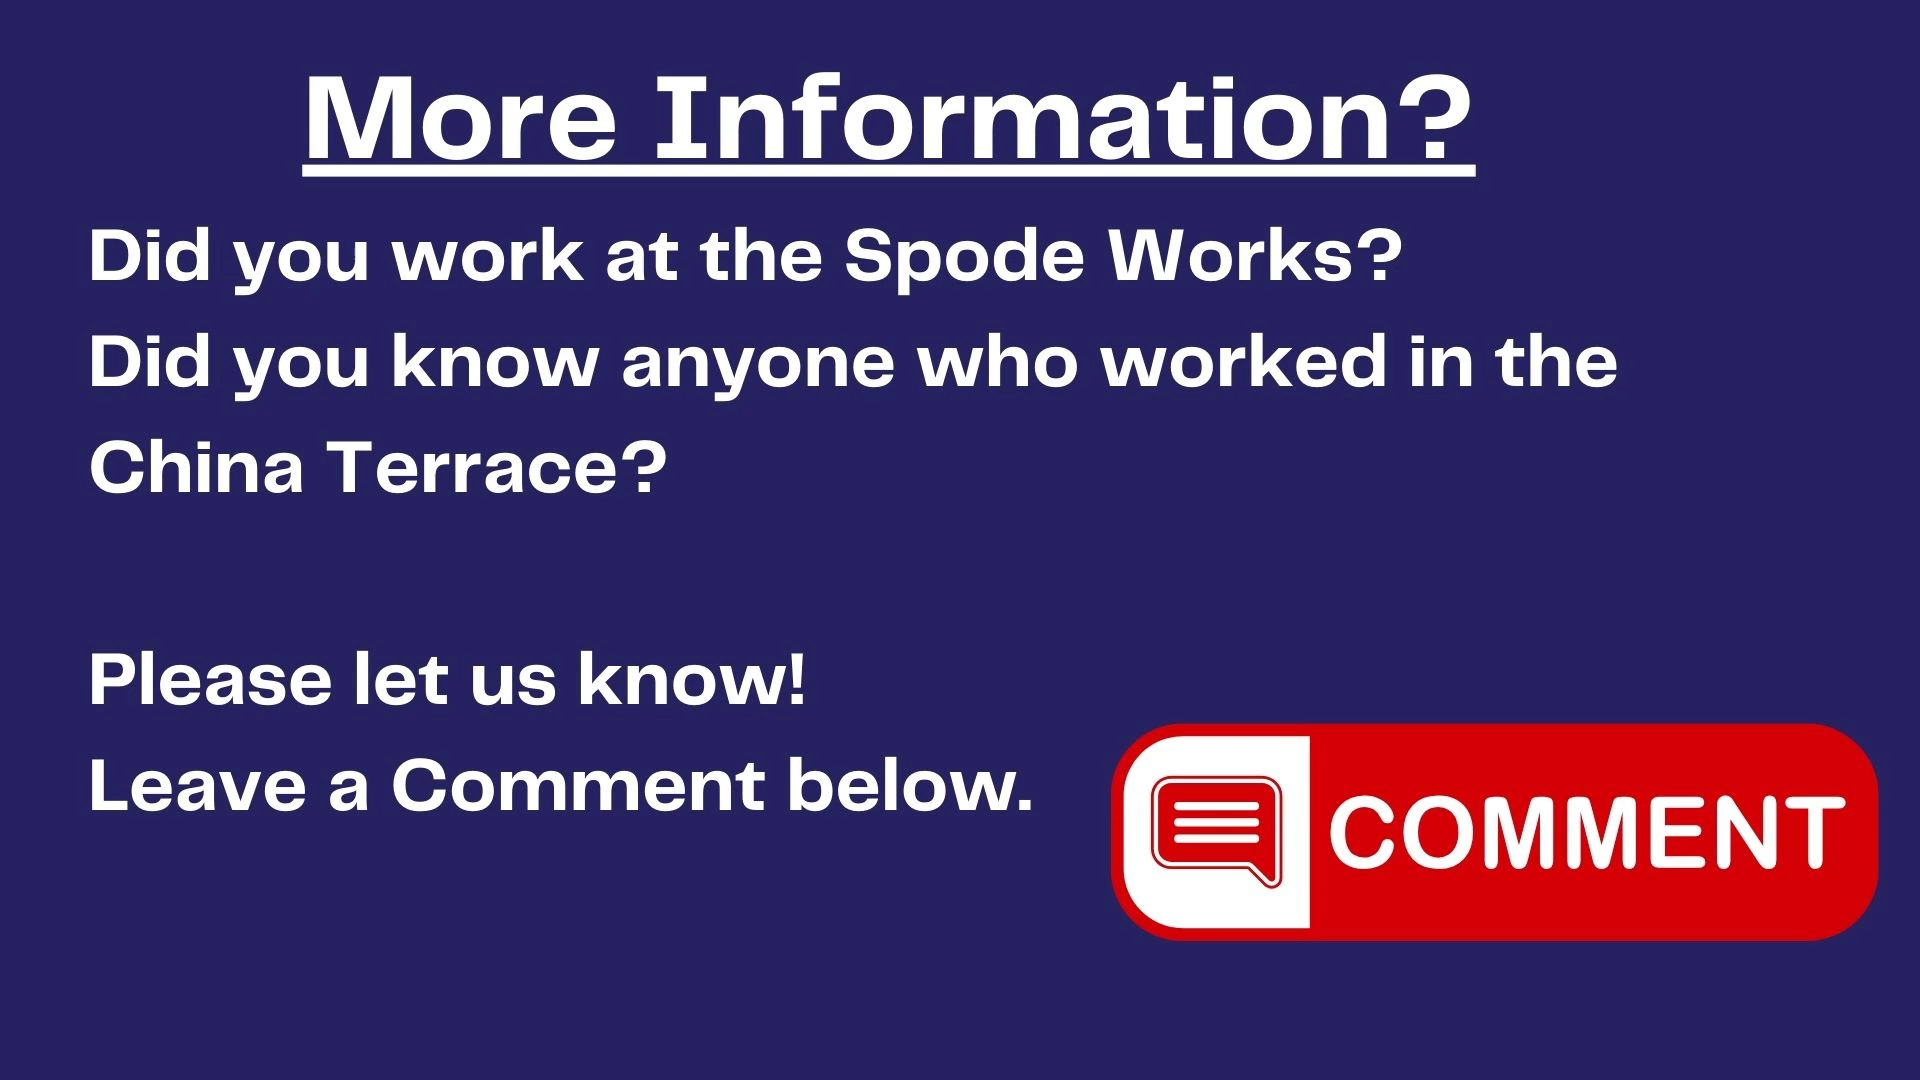 More Information?
Did you work at the Spode Works?
Did you know anyone who worked in the
China Terrace?
Please let us know!
Leave a Comment below.
COMMENT